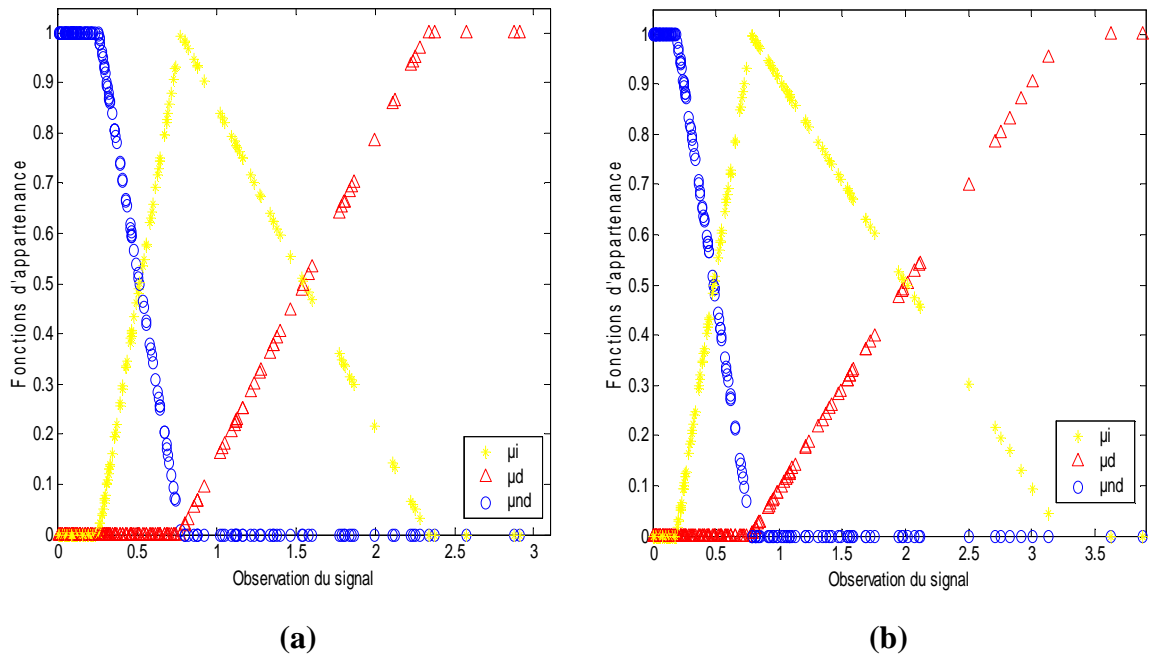 1
0.9
0.8
0.7
0.6
0.5
0.4
0.3
0.2
0.1
0
Fonctions d'appartenance
0 0.5 1 1.5 2 2.5 3
Observation du signal
µi
µd
µnd
(a)
1
0.9
0.8
0.7
0.6
0.5
0.4
0.3
0.2
0.1
0
Fonctions d'appartenance
0 0.5 1 1.5 2 2.5 3 3.5
Observation du signal
µi
µd
µnd
(b)